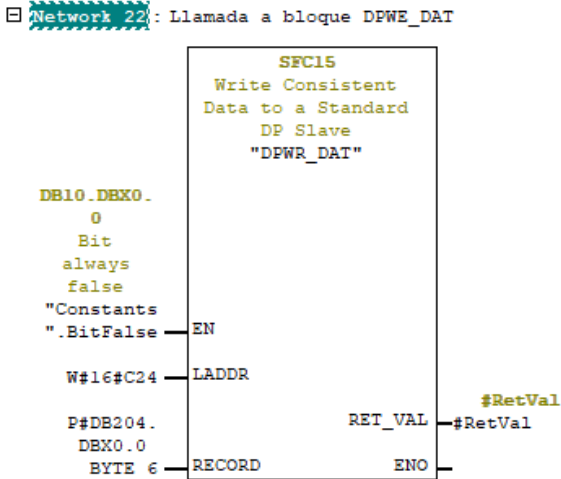 Network 22: Llamada a bloque DPWE_DAT
SFC15
Write Consistent
Data to a Standard
DP Slave
"DPWR_DAT"
DB10.DBX0.
0
Bit
always
false
"Constants
".BitFalse
EN
W#16#C24
LADDR
#RetVal
P#DB204.
RET_VAL
#RetVal
DBX0.0
BYTE 6
RECORD
ENO